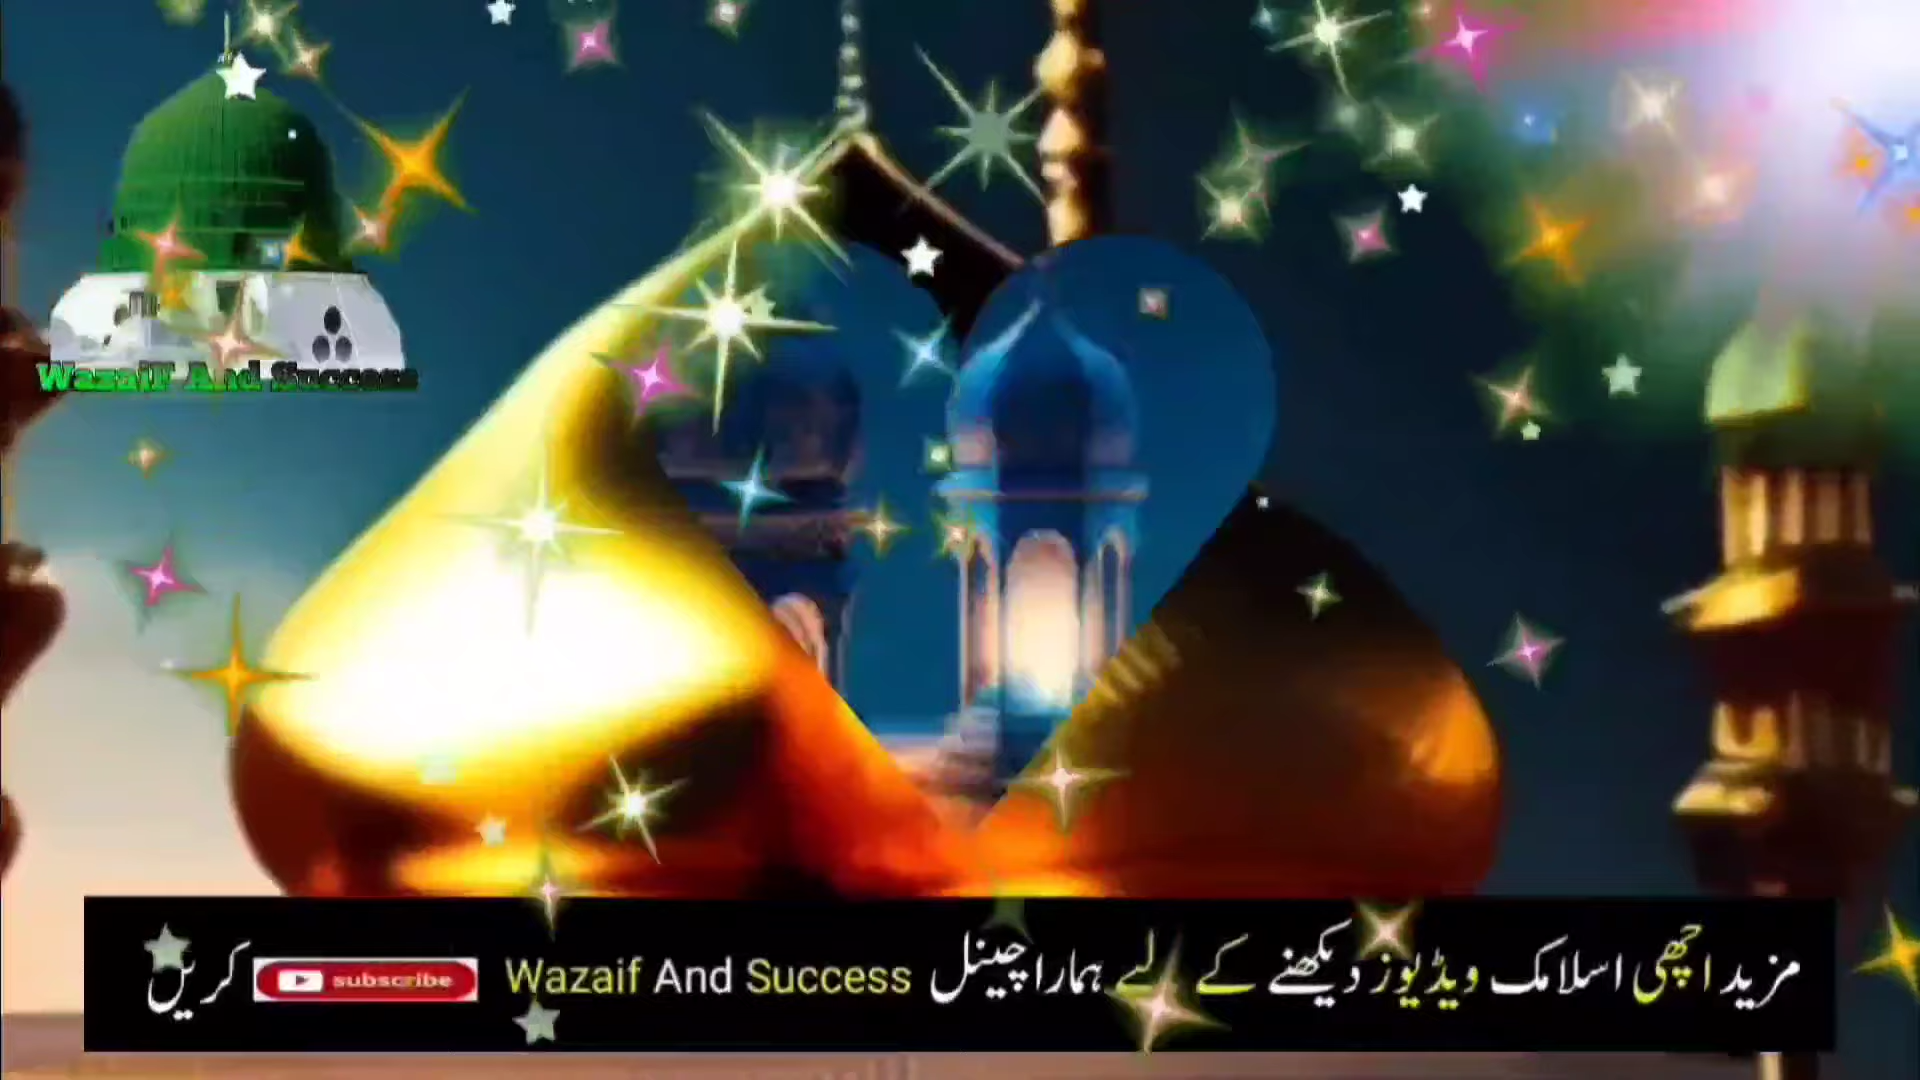 Wazaif And Success
مزید اچھی اسلامک ویڈیوز دیکھنے کے لیے ہمارا چینل Wazaif And Success subscribe کریں